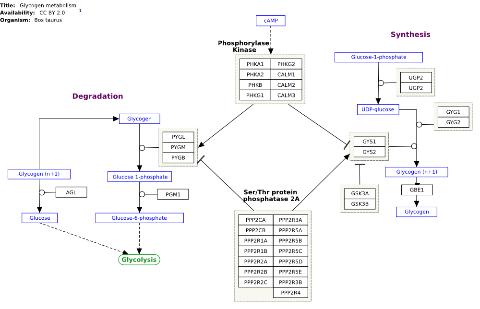 Title: Glycogen metabolism
Availability: CC BY 2.0
Organism: Bos taurus
cAMP
Phosphorylase
Kinase
PHKA1 PHKG2
PHKA2 CALM1
PHKB CALM2
PHKG1 CALM3
Synthesis
Glucose-1-phosphate
UGP2
UGP2
UDP-glucose
GYG1
GYG2
GYS1
GYS2
Glycogen (n+1)
GSK3A
GSK3B
GBE1
Glycogen
Degradation
Glycogen
PYGL
PYGM
PYGB
Glycogen (n+1)
Glucose 1-phosphate
AGL
PGM1
Glucose
Glucose-6-phosphate
Glycolysis
Ser/Thr protein
phosphatase 2A
PPP2CA PPP2R3A
PPP2CB PPP2R5A
PPP2R1A PPP2R5B
PPP2R1B PPP2R5C
PPP2R2A PPP2R5D
PPP2R2B PPP2R5E
PPP2R2C PPP2R3B
PPP2R4